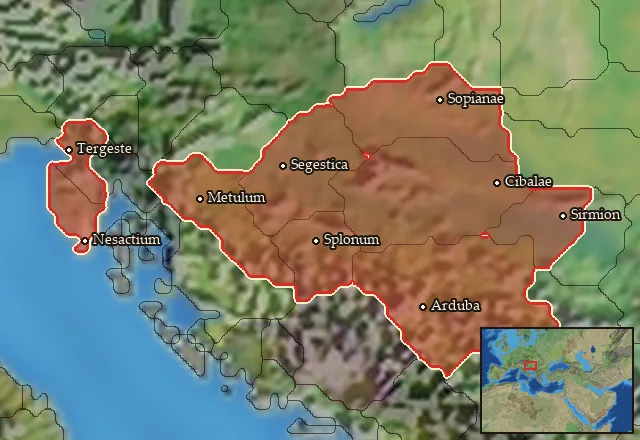 Sopianae
Tergeste
Segestica
Cibalae
Metulum
Sirmion
Nesactium
Splonum
Arduba